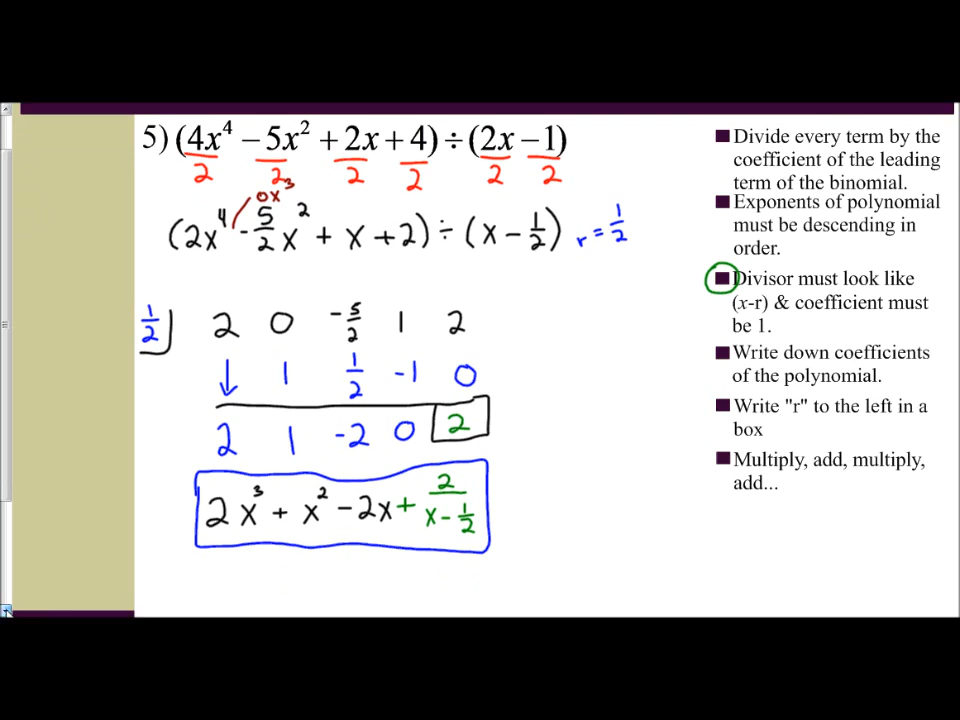 5) (4x⁴ − 5x² + 2x + 4) ÷ (2x − 1)
2 2 2 2 2 2
0x³
(2x⁴ - 5/2 x² + x + 2) ÷ (x − 1/2) r = 1/2
1/2 2 0 -5/2 1 2
↓ 1 1/2 -1 0
2 1 -2 0 2
2x³ + x² − 2x + 2/(x − 1/2)
Divide every term by the
coefficient of the leading
term of the binomial.
Exponents of polynomial
must be descending in
order.
Divisor must look like
(x-r) & coefficient must
be 1.
Write down coefficients
of the polynomial.
Write "r" to the left in a
box
Multiply, add, multiply,
add...